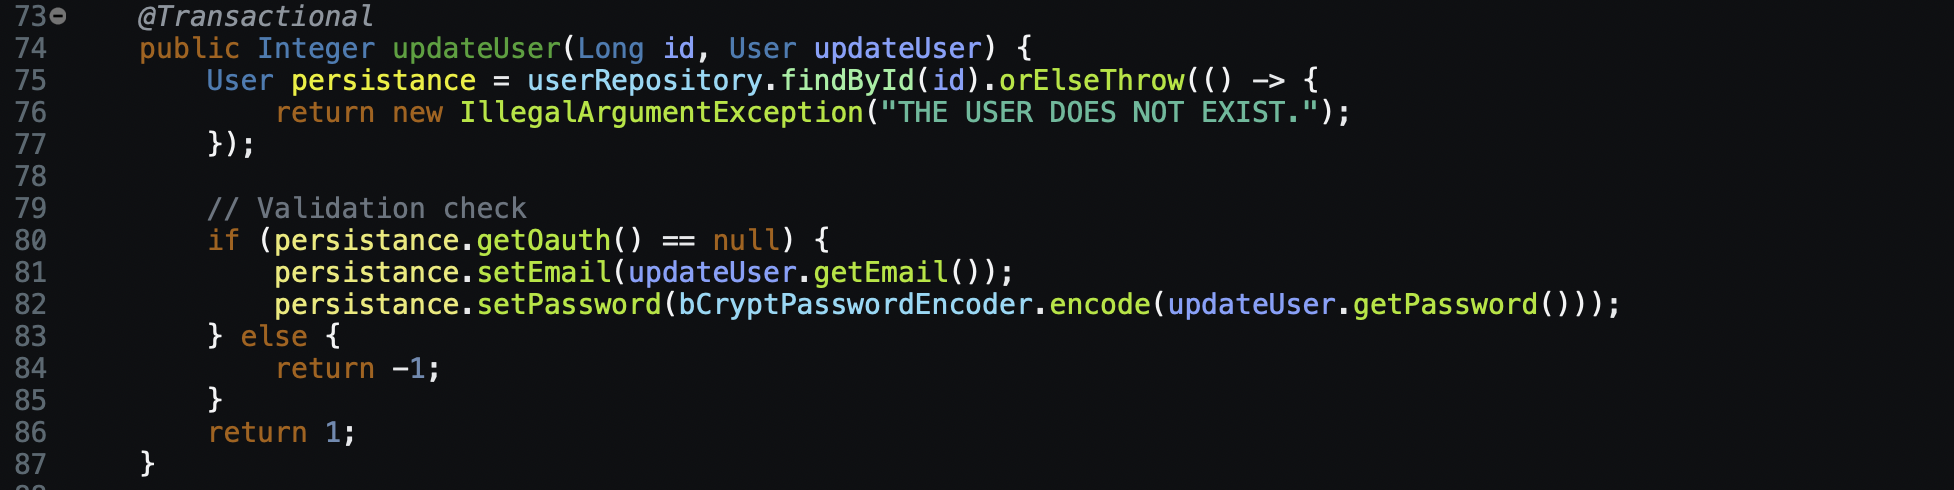 73 @Transactional
74 public Integer updateUser(Long id, User updateUser) {
75 User persistance = userRepository.findById(id).orElseThrow(() -> {
76 return new IllegalArgumentException("THE USER DOES NOT EXIST.");
77 });
78
79 // Validation check
80 if (persistance.getOauth() == null) {
81 persistance.setEmail(updateUser.getEmail());
82 persistance.setPassword(bCryptPasswordEncoder.encode(updateUser.getPassword()));
83 } else {
84 return -1;
85 }
86 return 1;
87 }